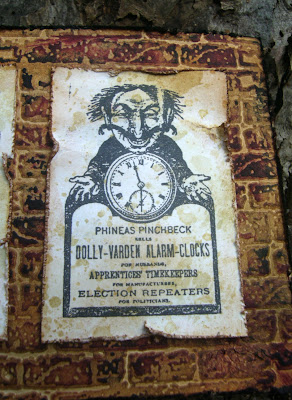 PHINEAS PINCHBECK
SELLS
DOLLY-VARDEN ALARM-CLOCKS
FOR HUSBANDS,
APPRENTICES' TIMEKEEPERS
FOR MANUFACTURERS,
ELECTION REPEATERS
FOR POLITICIANS.